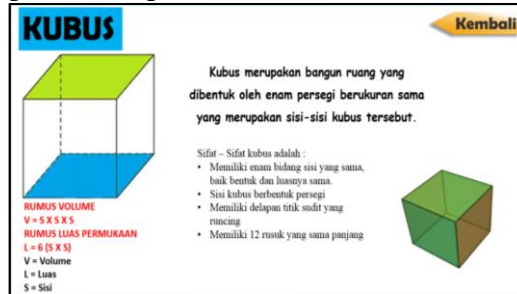 KUBUS
Kembali
Kubus merupakan bangun ruang yang
dibentuk oleh enam persegi berukuran sama
yang merupakan sisi-sisi kubus tersebut.
Sifat – Sifat kubus adalah :
• Memiliki enam bidang sisi yang sama,
baik bentuk dan luasnya sama.
• Sisi kubus berbentuk persegi
• Memiliki delapan titik sudit yang
runcing
• Memiliki 12 rusuk yang sama panjang
RUMUS VOLUME
V = S X S X S
RUMUS LUAS PERMUKAAN
L = 6 (S X S)
V = Volume
L = Luas
S = Sisi